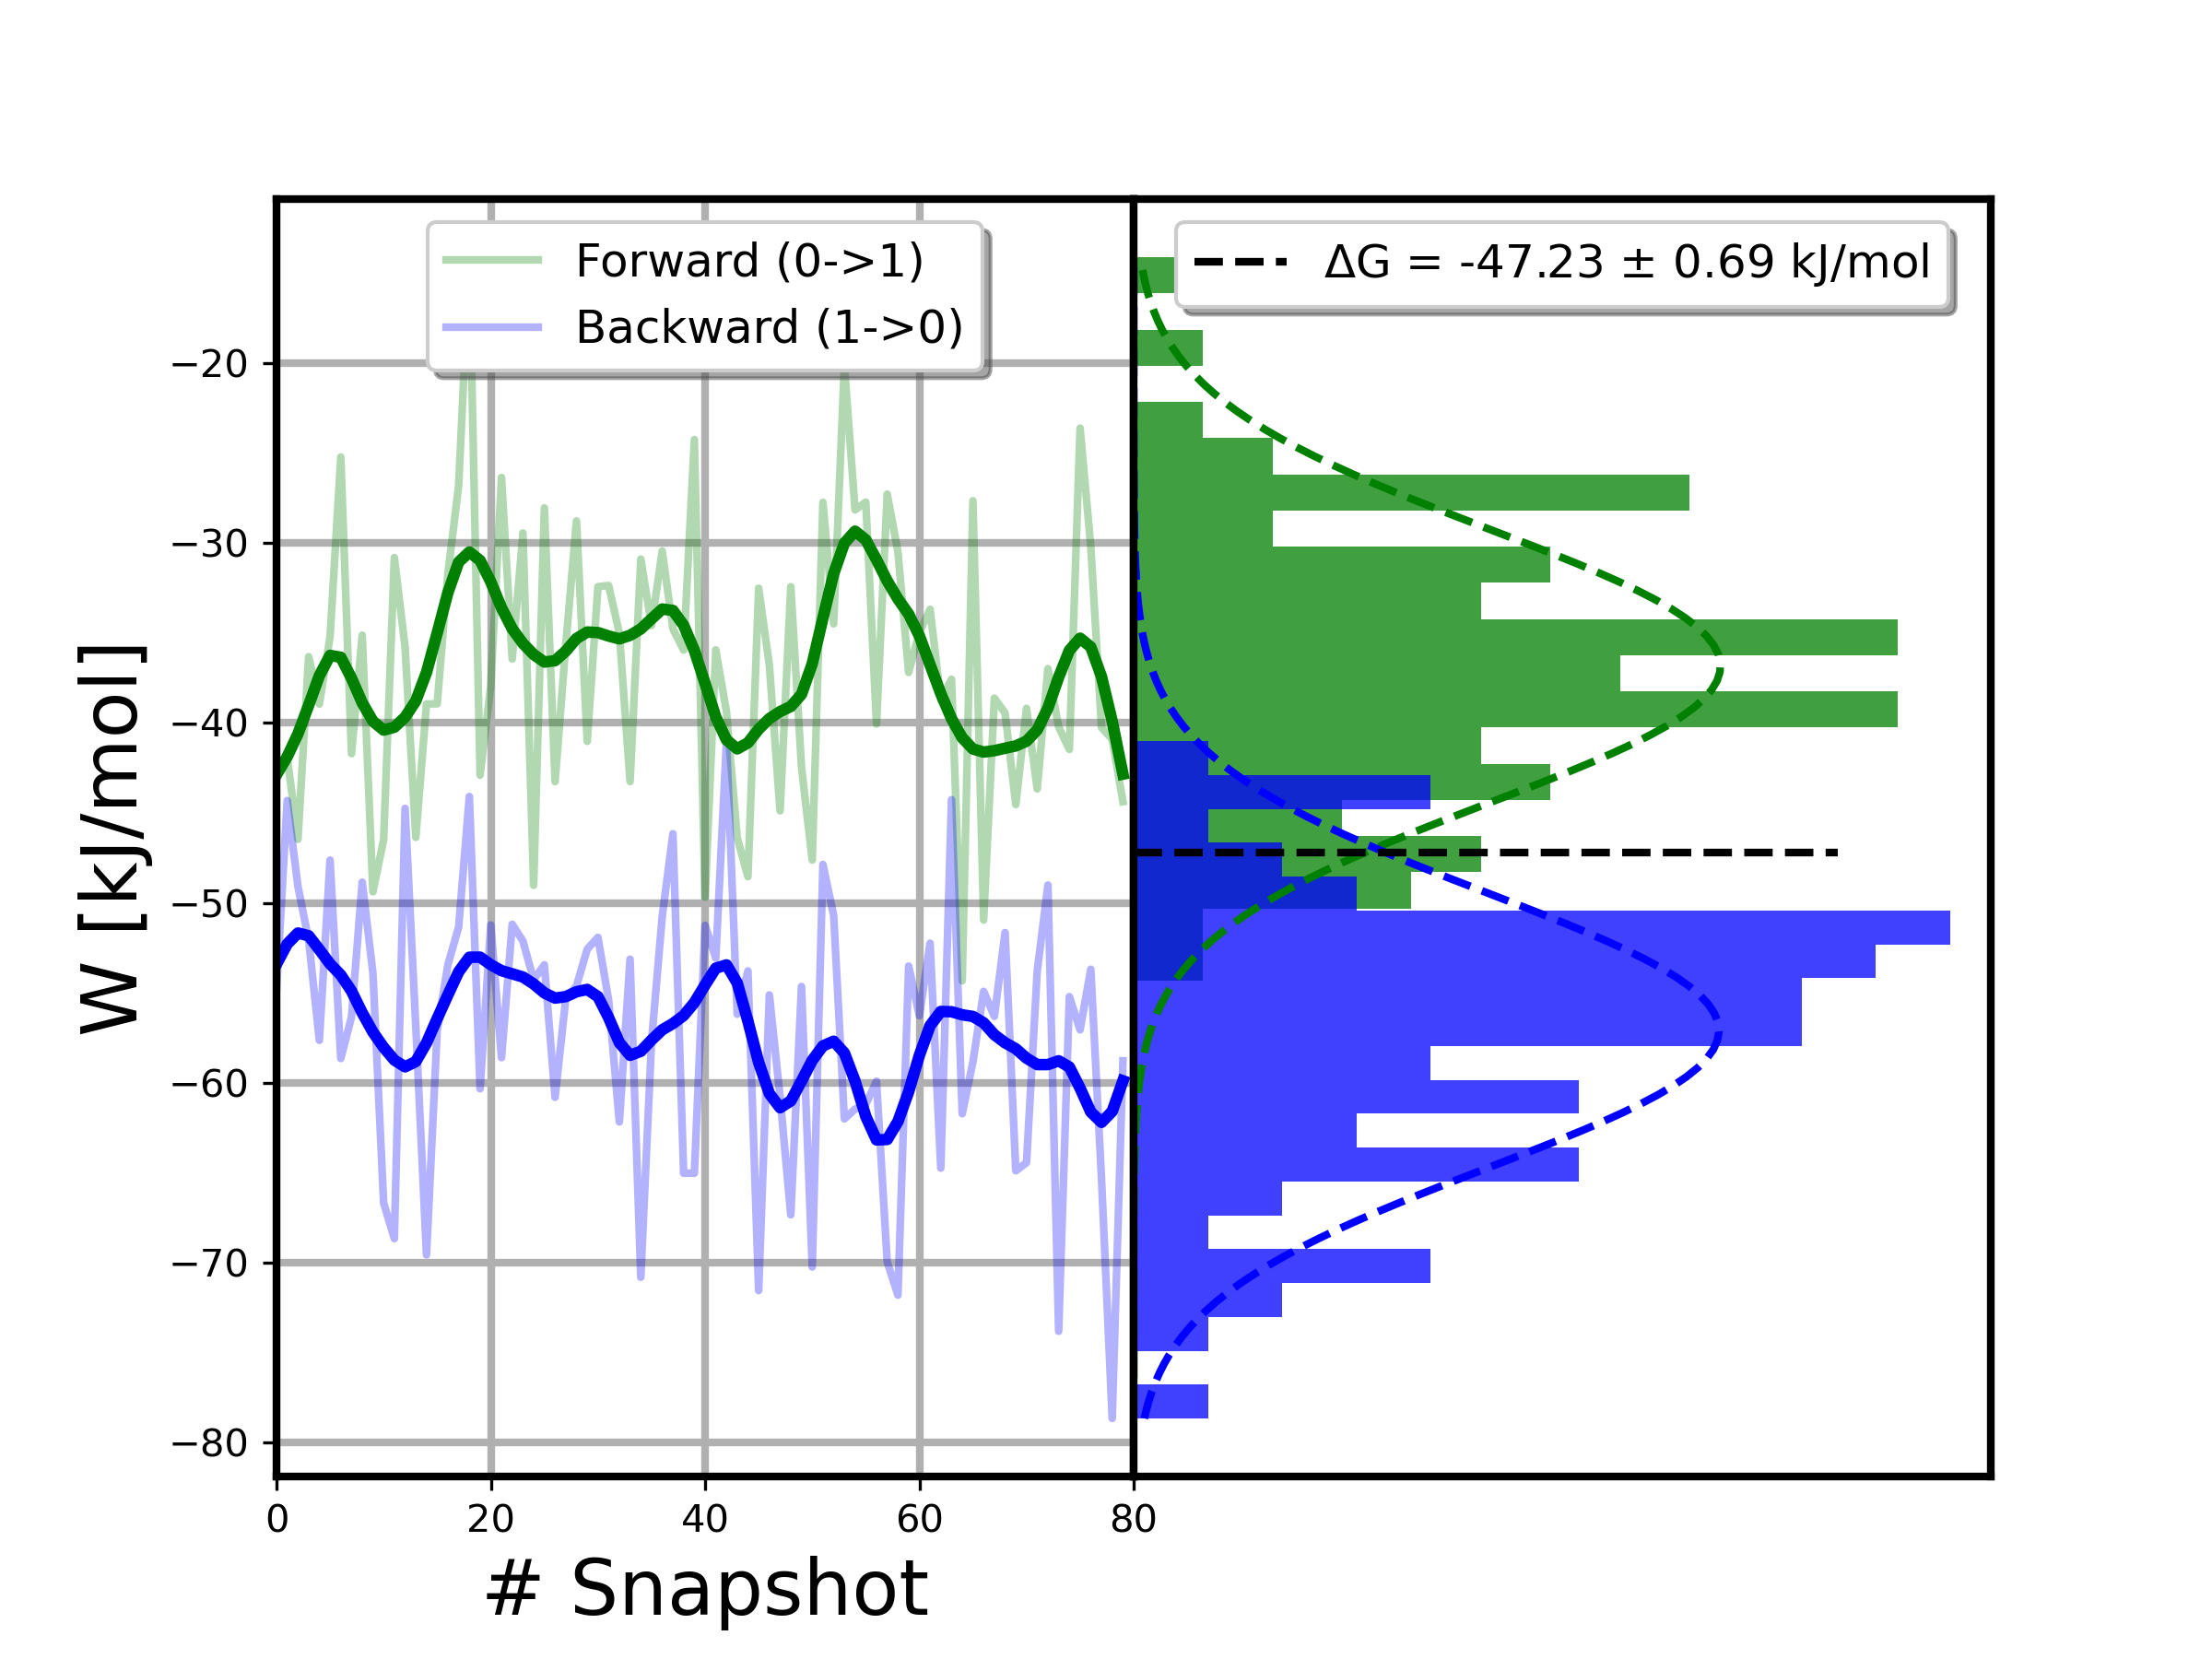 Forward (0->1)
Backward (1->0)
ΔG = -47.23 ± 0.69 kJ/mol
W [kJ/mol]
−20
−30
−40
−50
−60
−70
−80
0 20 40 60 80
# Snapshot